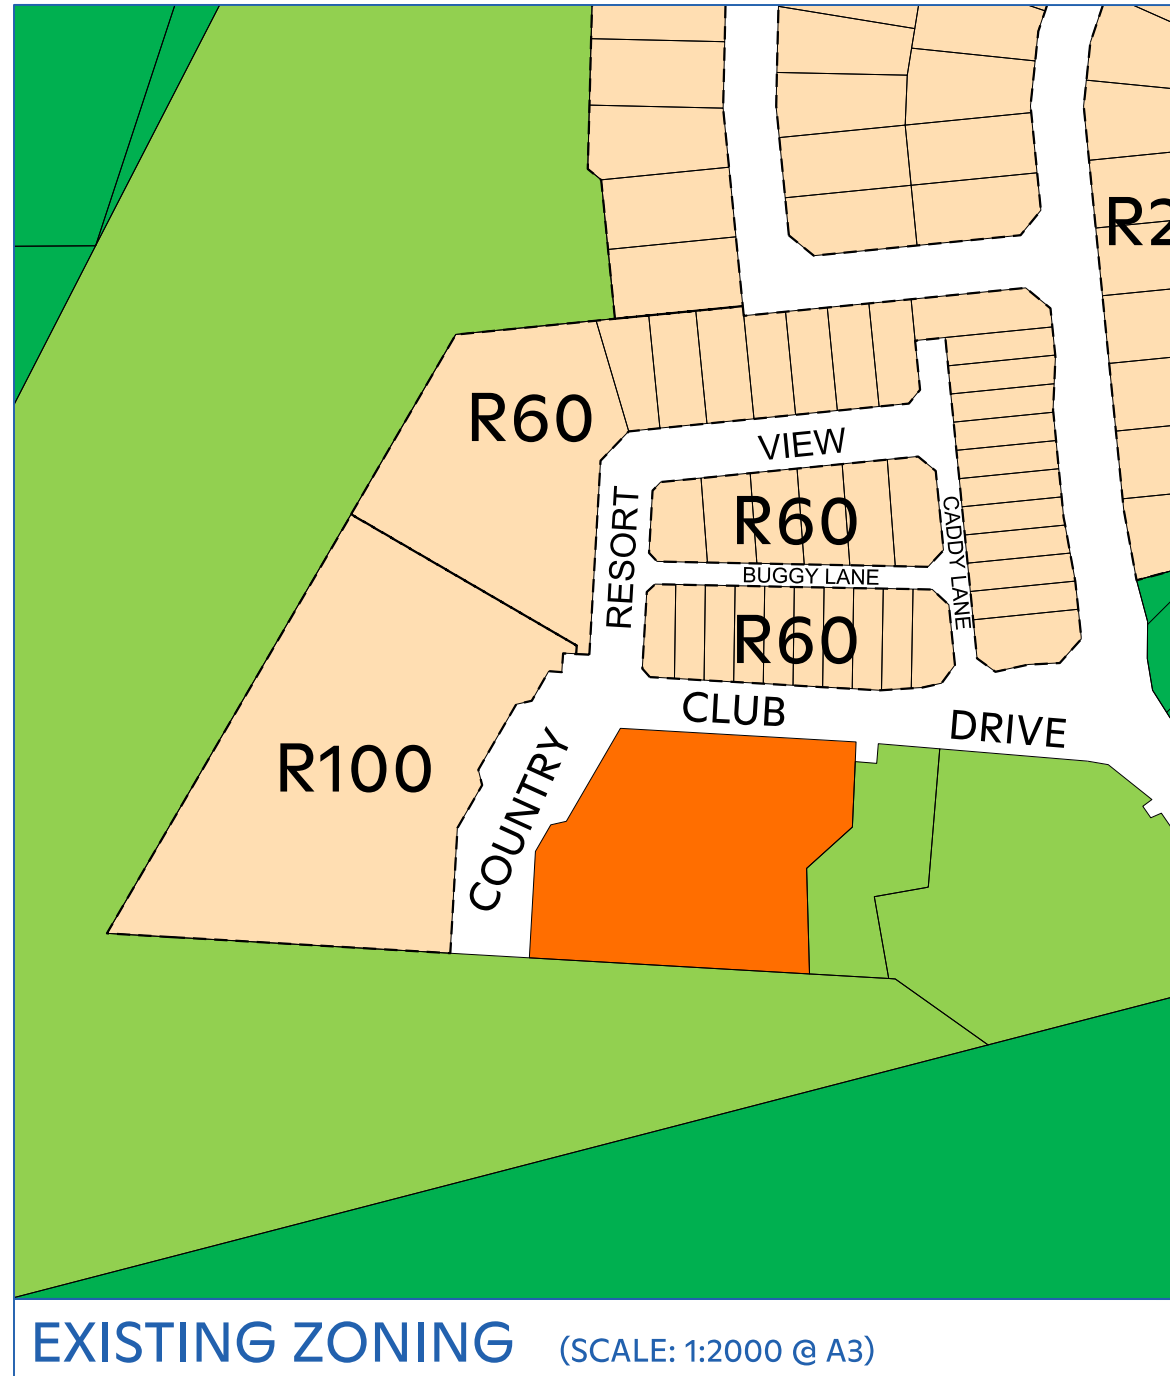 R2
R60
VIEW
RESORT
R60
CADDY LANE
BUGGY LANE
R60
CLUB
DRIVE
COUNTRY
R100
EXISTING ZONING (SCALE: 1:2000 @ A3)